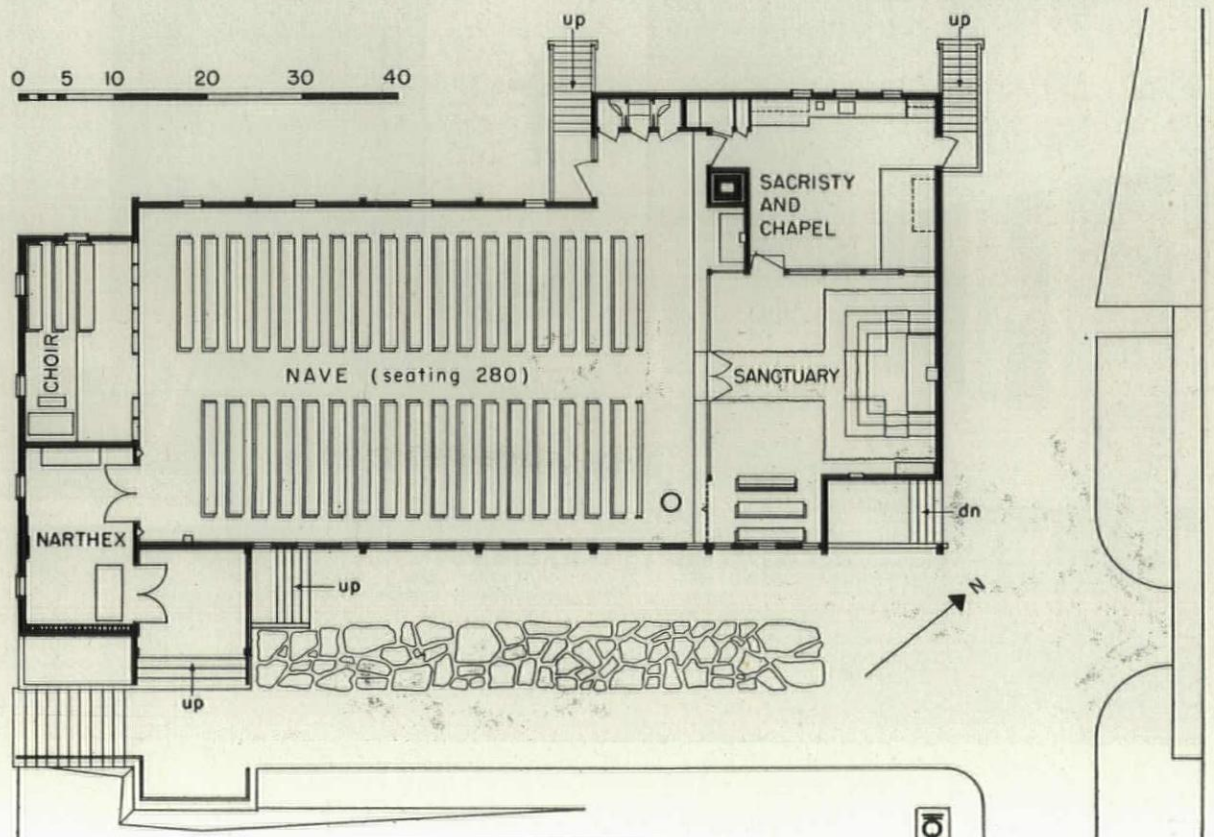 up
up
0 5 10 20 30 40
SACRISTY
AND
CHAPEL
CHOIR
NAVE (seating 280)
SANCTUARY
NARTHEX
dn
up
N
up